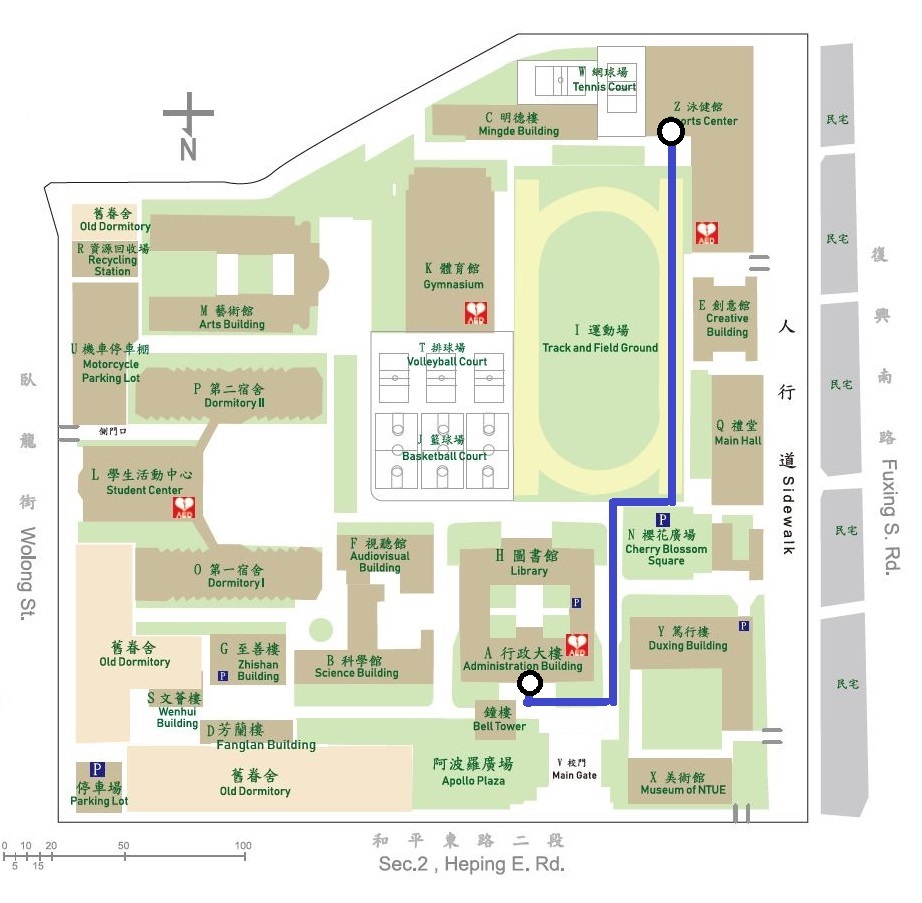 W 網球場
Tennis Court
C 明德樓
Mingde Building
Z 泳健館
orts Center
N
民宅
舊眷舍
Old Dormitory
R 資源回收場
Recycling
Station
M 藝術館
Arts Building
K 體育館
Gymnasium
AED
I 運動場
Track and Field Ground
AED
民宅
復興南路 Fuxing S. Rd.
E 創意館
Creative
Building
人行道 Sidewalk
U 機車停車棚
Motorcycle
Parking Lot
T 排球場
Volleyball Court
P 第二宿舍
Dormitory II
J 籃球場
Basketball Court
Q 禮堂
Main Hall
民宅
臥龍街 Wolong St.
側門口
L 學生活動中心
Student Center
AED
F 視聽館
Audiovisual
Building
H 圖書館
Library
P
P
N 櫻花廣場
Cherry Blossom
Square
民宅
O 第一宿舍
Dormitory I
舊眷舍
Old Dormitory
G 至善樓
Zhishan
Building
P
B 科學館
Science Building
A 行政大樓
Administration Building
AED
Y 篤行樓
Duxing Building
P
民宅
S 文薈樓
Wenhui
Building
D 芳蘭樓
Fanglan Building
鐘樓
Bell Tower
P
停車場
Parking Lot
舊眷舍
Old Dormitory
阿波羅廣場
Apollo Plaza
V 校門
Main Gate
X 美術館
Museum of NTUE
0 10 20 50 100
5 15
和平東路二段
Sec.2 , Heping E. Rd.